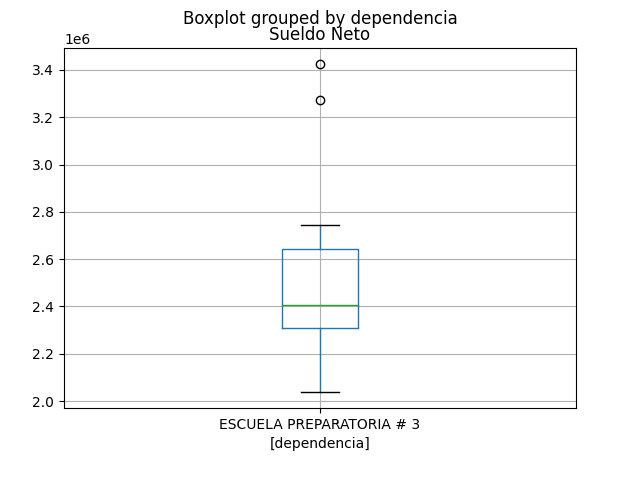 Boxplot grouped by dependencia
Sueldo Neto
1e6
3.4
3.2
3.0
2.8
2.6
2.4
2.2
2.0
ESCUELA PREPARATORIA # 3
[dependencia]